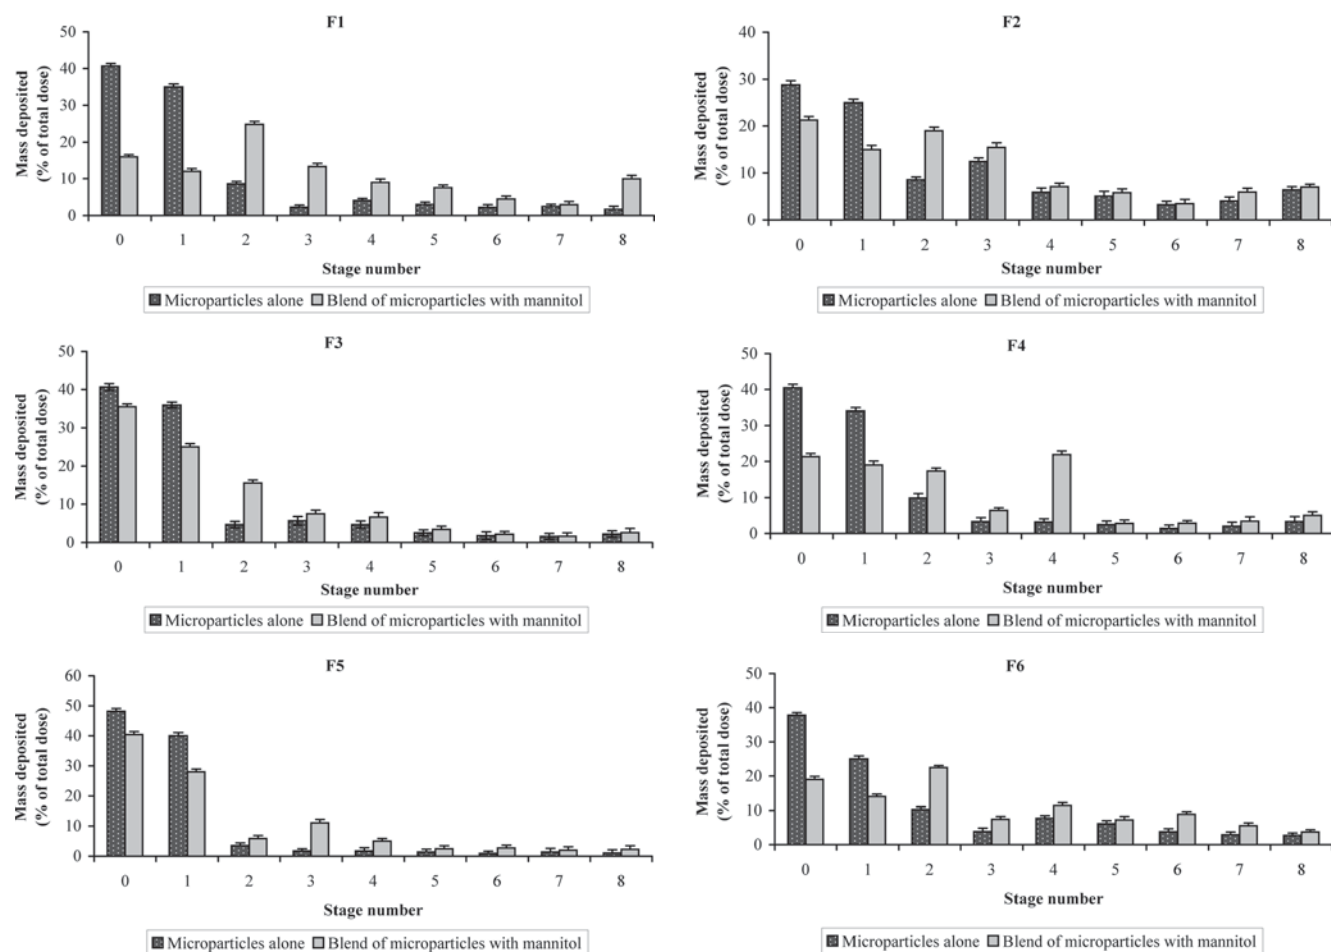 F1
Mass deposited
(% of total dose)
50
40
30
20
10
0
0 1 2 3 4 5 6 7 8
Stage number
Microparticles alone Blend of microparticles with mannitol
F2
Mass deposited
(% of total dose)
40
30
20
10
0
0 1 2 3 4 5 6 7 8
Stage number
Microparticles alone Blend of microparticles with mannitol
F3
Mass deposited
(% of total dose)
50
40
30
20
10
0
0 1 2 3 4 5 6 7 8
Stage number
Microparticles alone Blend of microparticles with mannitol
F4
Mass deposited
(% of total dose)
50
40
30
20
10
0
0 1 2 3 4 5 6 7 8
Stage number
Microparticles alone Blend of microparticles with mannitol
F5
Mass deposited
(% of total dose)
60
50
40
30
20
10
0
0 1 2 3 4 5 6 7 8
Stage number
Microparticles alone Blend of microparticles with mannitol
F6
Mass deposited
(% of total dose)
50
40
30
20
10
0
0 1 2 3 4 5 6 7 8
Stage number
Microparticles alone Blend of microparticles with mannitol